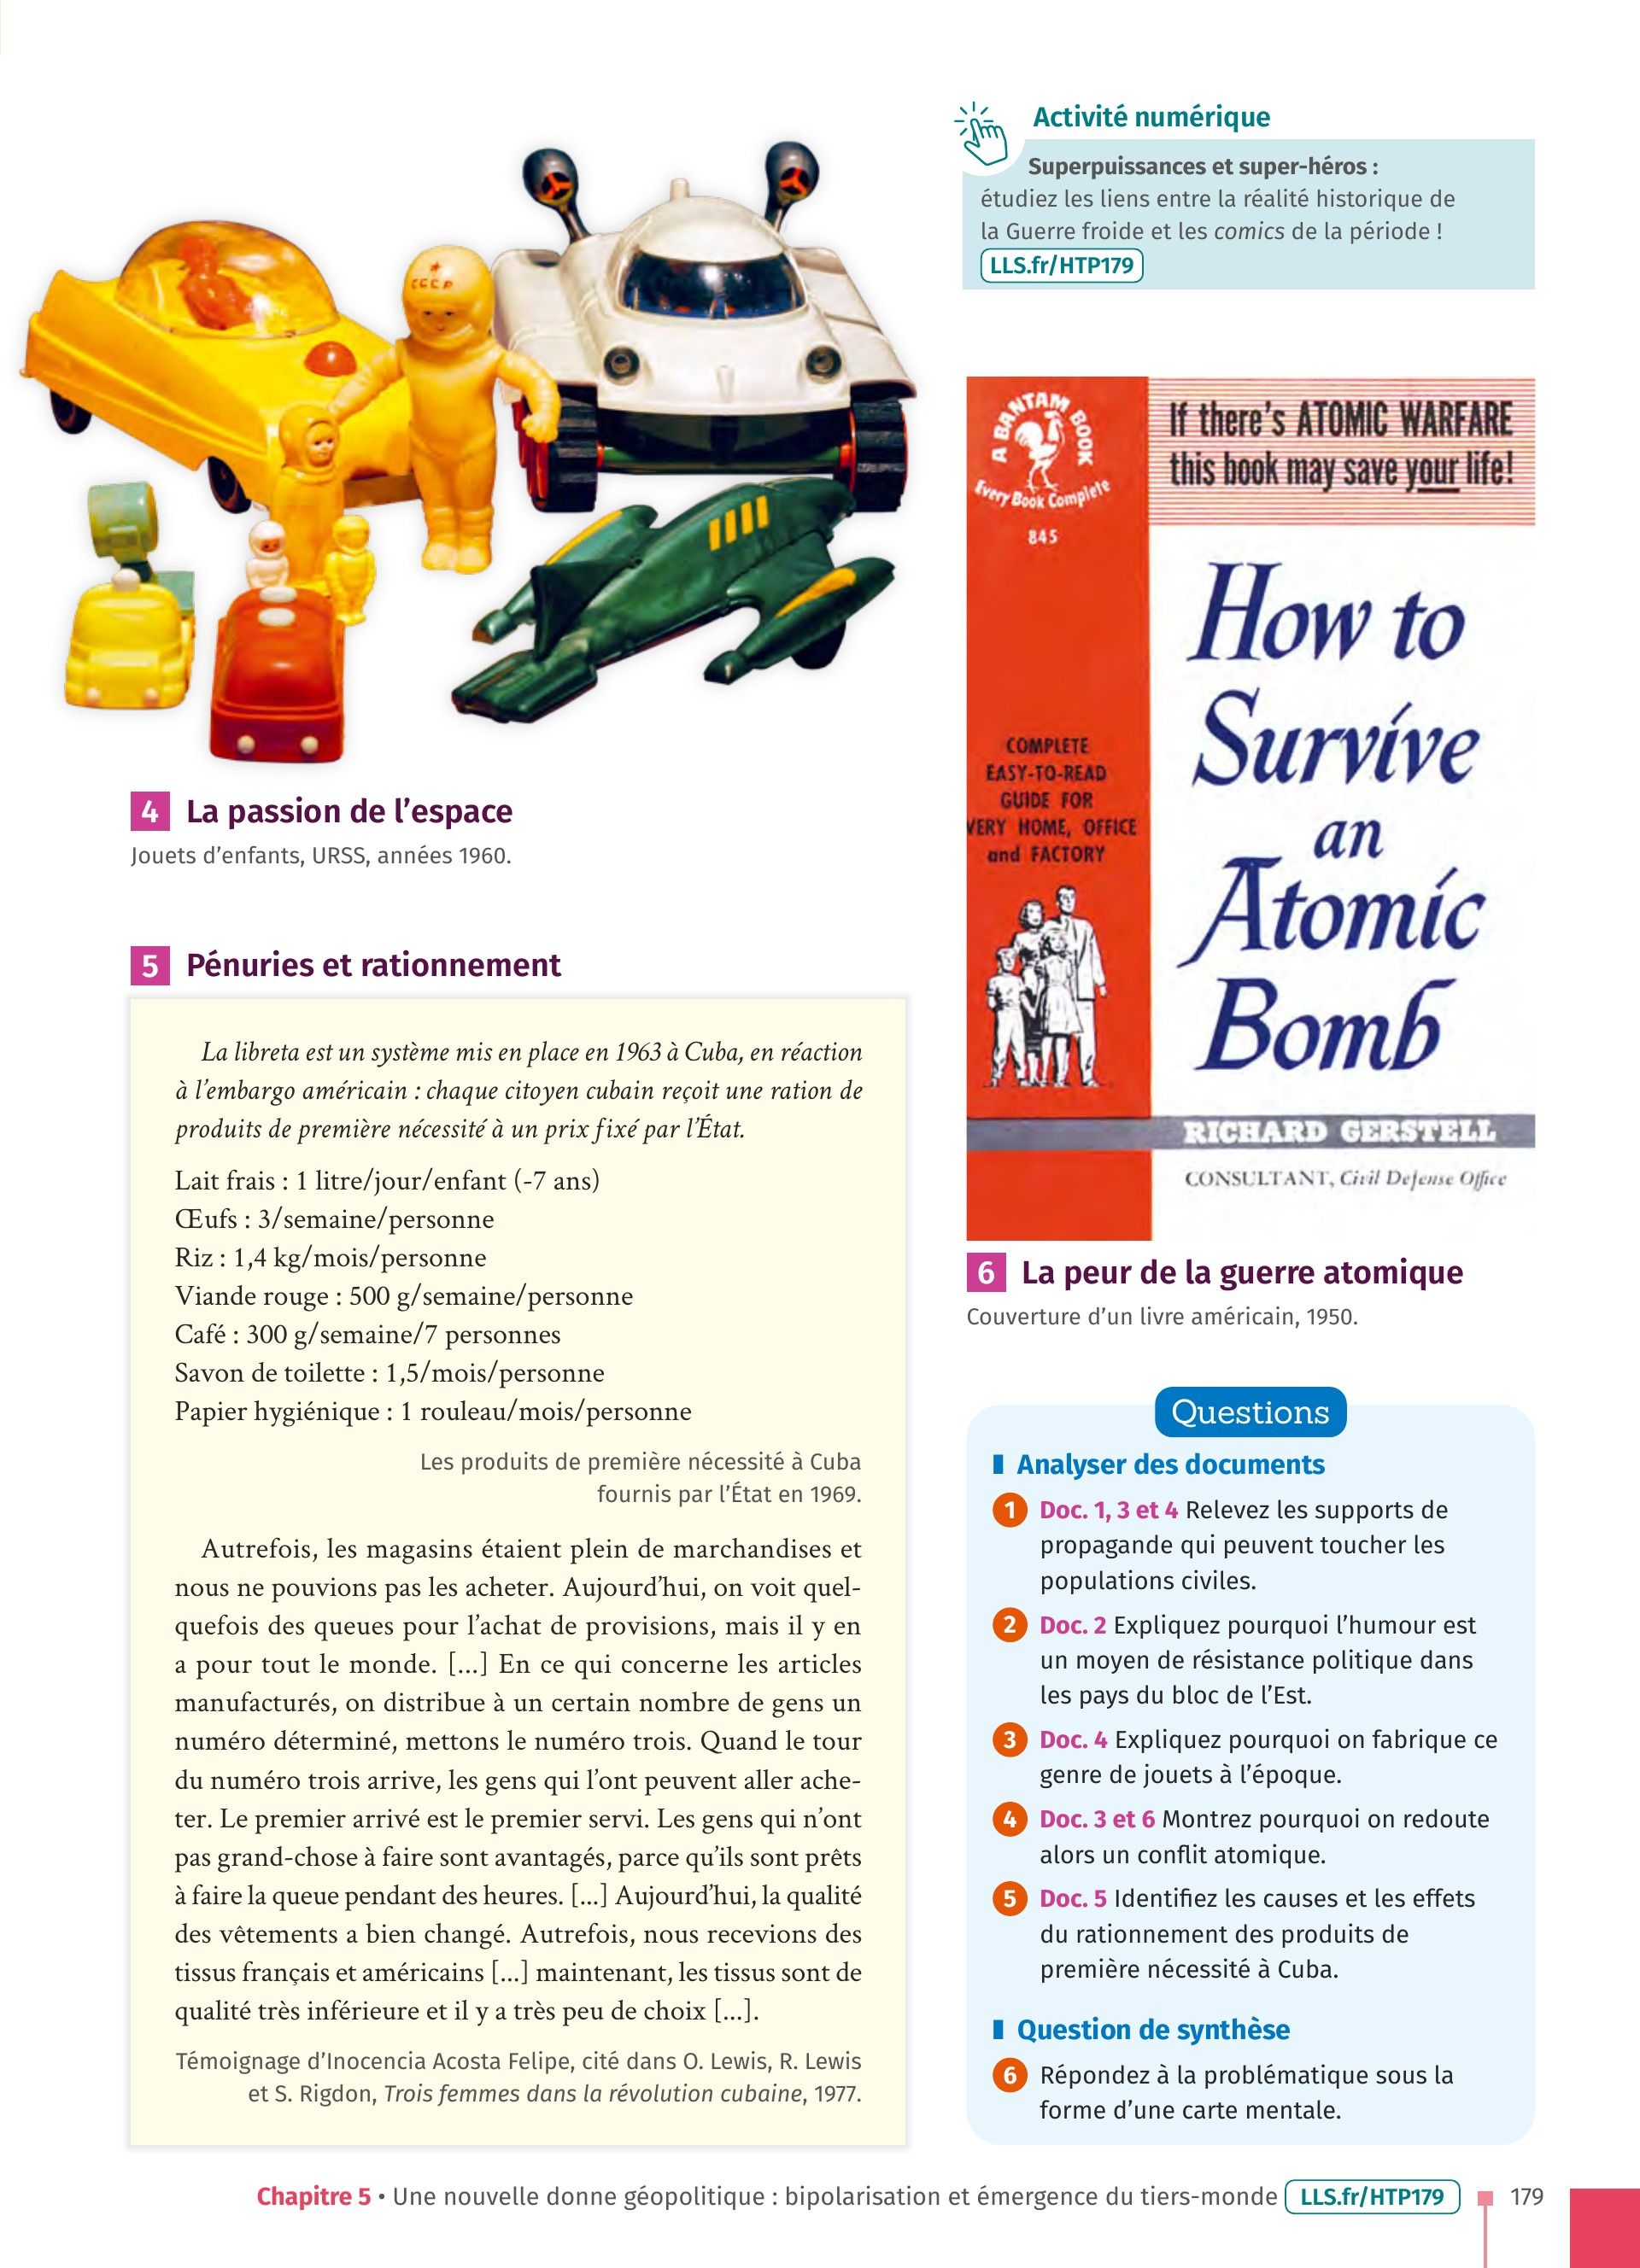 Activité numérique
Superpuissances et super-héros :
étudiez les liens entre la réalité historique de
la Guerre froide et les comics de la période !
LLS.fr/HTP179
СССР
4 La passion de l’espace
Jouets d’enfants, URSS, années 1960.
5 Pénuries et rationnement
La libreta est un système mis en place en 1963 à Cuba, en réaction
à l’embargo américain : chaque citoyen cubain reçoit une ration de
produits de première nécessité à un prix fixé par l’État.
Lait frais : 1 litre/jour/enfant (-7 ans)
Œufs : 3/semaine/personne
Riz : 1,4 kg/mois/personne
Viande rouge : 500 g/semaine/personne
Café : 300 g/semaine/7 personnes
Savon de toilette : 1,5/mois/personne
Papier hygiénique : 1 rouleau/mois/personne
Les produits de première nécessité à Cuba
fournis par l’État en 1969.
Autrefois, les magasins étaient plein de marchandises et
nous ne pouvions pas les acheter. Aujourd’hui, on voit quel-
quefois des queues pour l’achat de provisions, mais il y en
a pour tout le monde. [...] En ce qui concerne les articles
manufacturés, on distribue à un certain nombre de gens un
numéro déterminé, mettons le numéro trois. Quand le tour
du numéro trois arrive, les gens qui l’ont peuvent aller ache-
ter. Le premier arrivé est le premier servi. Les gens qui n’ont
pas grand-chose à faire sont avantagés, parce qu’ils sont prêts
à faire la queue pendant des heures. [...] Aujourd’hui, la qualité
des vêtements a bien changé. Autrefois, nous recevions des
tissus français et américains [...] maintenant, les tissus sont de
qualité très inférieure et il y a très peu de choix [...].
Témoignage d’Inocencia Acosta Felipe, cité dans O. Lewis, R. Lewis
et S. Rigdon, Trois femmes dans la révolution cubaine, 1977.
A BANTAM BOOK
Every Book Complete
845
If there's ATOMIC WARFARE
this book may save your life!
How to
Survive
an
Atomic
Bomb
COMPLETE
EASY-TO-READ
GUIDE FOR
VERY HOME, OFFICE
and FACTORY
RICHARD GERSTELL
CONSULTANT, Civil Defense Office
6 La peur de la guerre atomique
Couverture d’un livre américain, 1950.
Questions
Analyser des documents
1 Doc. 1, 3 et 4 Relevez les supports de
propagande qui peuvent toucher les
populations civiles.
2 Doc. 2 Expliquez pourquoi l’humour est
un moyen de résistance politique dans
les pays du bloc de l’Est.
3 Doc. 4 Expliquez pourquoi on fabrique ce
genre de jouets à l’époque.
4 Doc. 3 et 6 Montrez pourquoi on redoute
alors un conflit atomique.
5 Doc. 5 Identifiez les causes et les effets
du rationnement des produits de
première nécessité à Cuba.
Question de synthèse
6 Répondez à la problématique sous la
forme d’une carte mentale.
Chapitre 5 • Une nouvelle donne géopolitique : bipolarisation et émergence du tiers-monde LLS.fr/HTP179 179